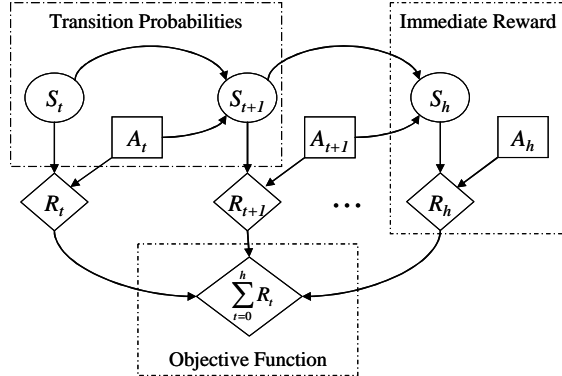 Transition Probabilities
Immediate Reward
S_t
S_{t+1}
S_h
A_t
A_{t+1}
A_h
R_t
R_{t+1}
...
R_h
\sum_{t=0}^{h} R_t
Objective Function